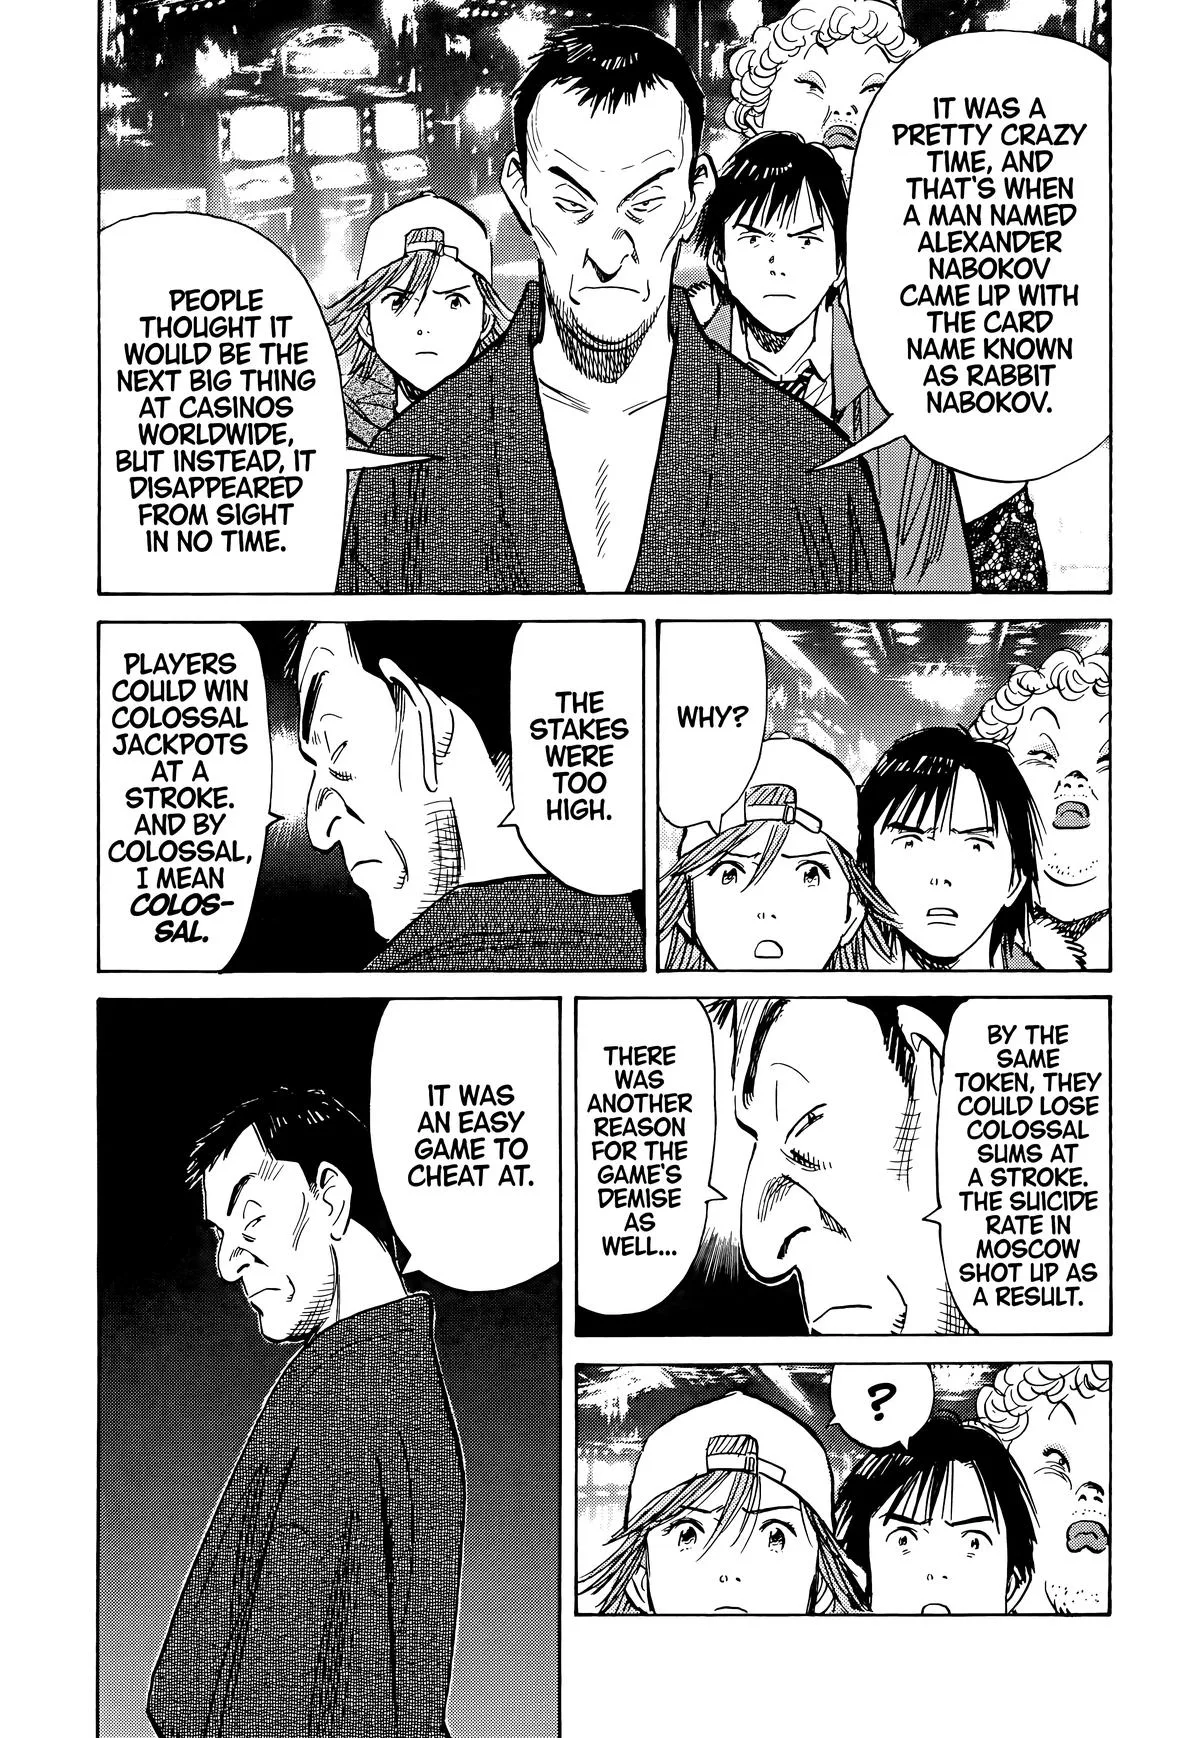 IT WAS A
PRETTY CRAZY
TIME, AND
THAT'S WHEN
A MAN NAMED
ALEXANDER
NABOKOV
CAME UP WITH
THE CARD
NAME KNOWN
AS RABBIT
NABOKOV.
PEOPLE
THOUGHT IT
WOULD BE THE
NEXT BIG THING
AT CASINOS
WORLDWIDE,
BUT INSTEAD, IT
DISAPPEARED
FROM SIGHT
IN NO TIME.
WHY?
THE
STAKES
WERE
TOO
HIGH.
PLAYERS
COULD WIN
COLOSSAL
JACKPOTS
AT A
STROKE.
AND BY
COLOSSAL,
I MEAN
COLOS-
SAL.
BY THE
SAME
TOKEN, THEY
COULD LOSE
COLOSSAL
SUMS AT
A STROKE.
THE SUICIDE
RATE IN
MOSCOW
SHOT UP AS
A RESULT.
THERE
WAS
ANOTHER
REASON
FOR THE
GAME'S
DEMISE
AS
WELL...
?
IT WAS
AN EASY
GAME TO
CHEAT AT.